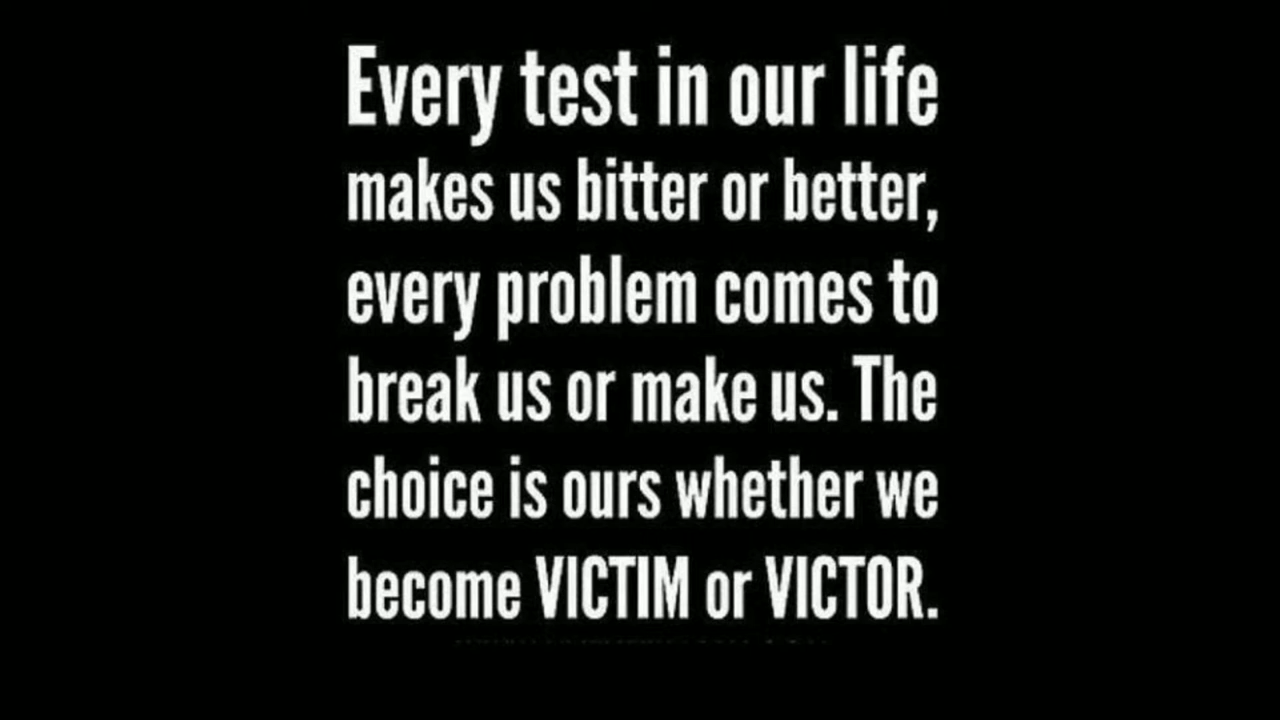 Every test in our life
makes us bitter or better,
every problem comes to
break us or make us. The
choice is ours whether we
become VICTIM or VICTOR.